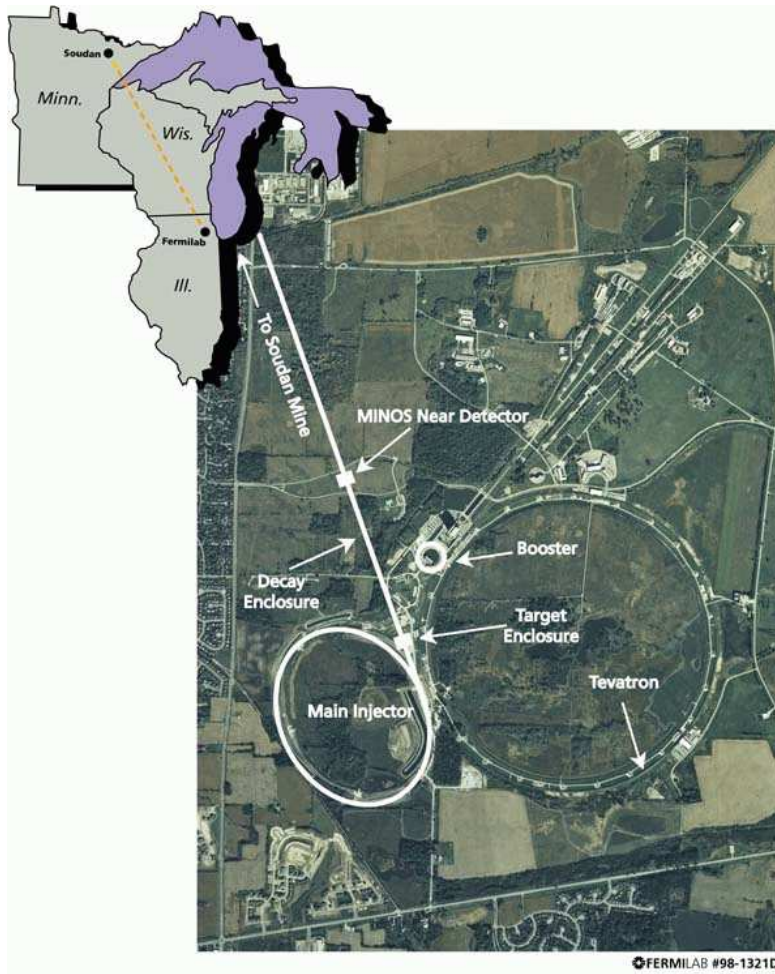 Soudan
Minn.
Wis.
Fermilab
Ill.
To Soudan Mine
MINOS Near Detector
Booster
Decay
Enclosure
Target
Enclosure
Tevatron
Main Injector
FERMILAB #98-1321D